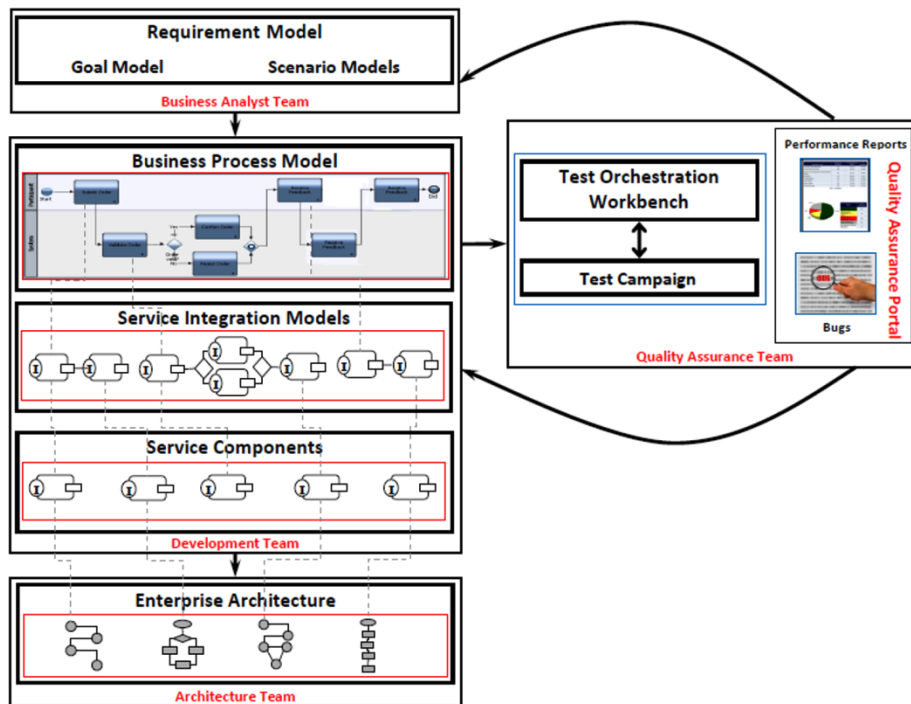 Requirement Model
Goal Model Scenario Models
Business Analyst Team
Business Process Model
Start
End
Service Integration Models
I I I I I I I I
Service Components
I I I I I
Development Team
Enterprise Architecture
Architecture Team
Test Orchestration
Workbench
Test Campaign
Quality Assurance Team
Performance Reports
Bugs
Quality Assurance Portal